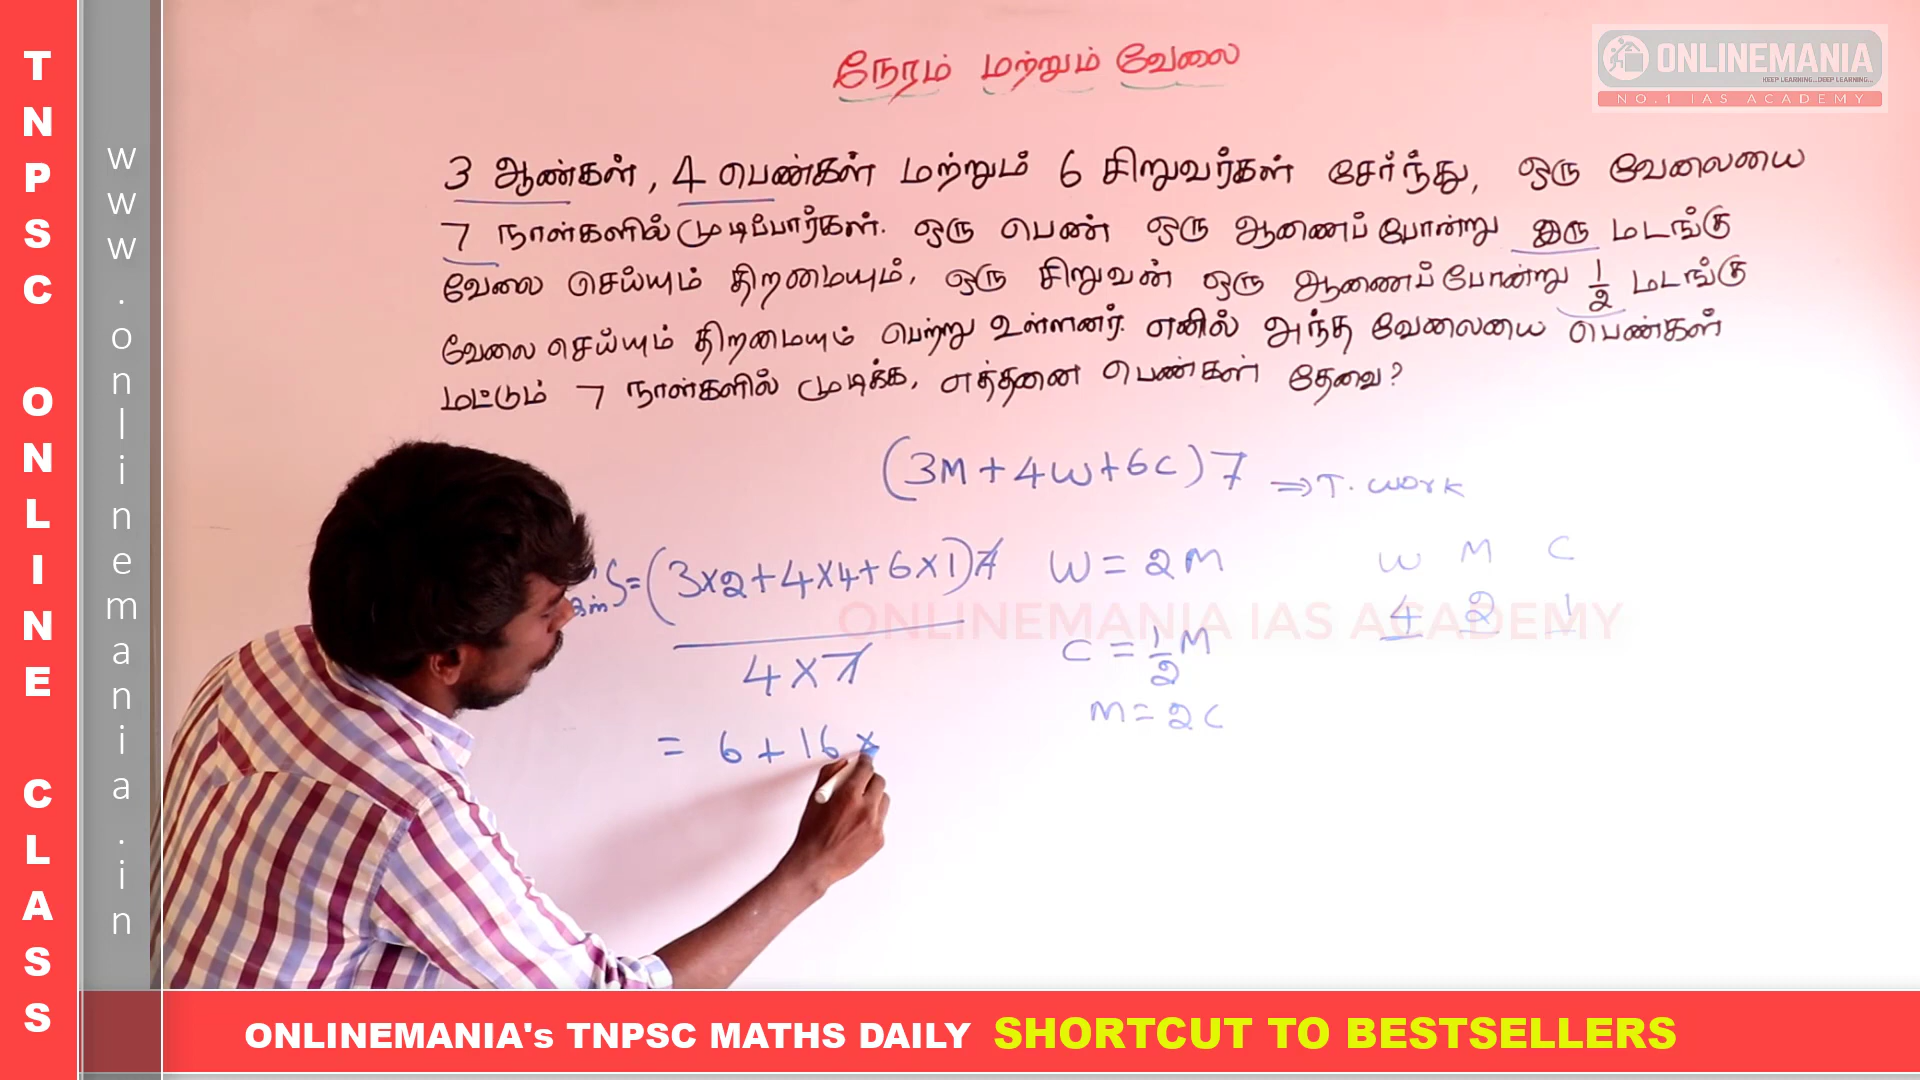 TNPSC ONLINE CLASS
www.onlinemania.in
ONLINEMANIA
KEEP LEARNING...DEEP LEARNING...
NO.1 IAS ACADEMY
நேரம் மற்றும் வேலை
3 ஆண்கள், 4 பெண்கள் மற்றும் 6 சிறுவர்கள் சேர்ந்து, ஒரு வேலையை
7 நாள்களில் முடிப்பார்கள். ஒரு பெண் ஒரு ஆணைப் போன்று இரு மடங்கு
வேலை செய்யும் திறமையும், ஒரு சிறுவன் ஒரு ஆணைப் போன்று 1/2 மடங்கு
வேலை செய்யும் திறமையும் பெற்று உள்ளனர். எனில் அந்த வேலையை பெண்கள்
மட்டும் 7 நாள்களில் முடிக்க, எத்தனை பெண்கள் தேவை?
(3M+4W+6C)7 ⇒ T. work
S=(3×2+4×4+6×1)7
4×7
= 6+16×
W = 2M
C = 1/2 M
M = 2C
W M C
4 2 1
ONLINEMANIA IAS ACADEMY
ONLINEMANIA's TNPSC MATHS DAILY SHORTCUT TO BESTSELLERS